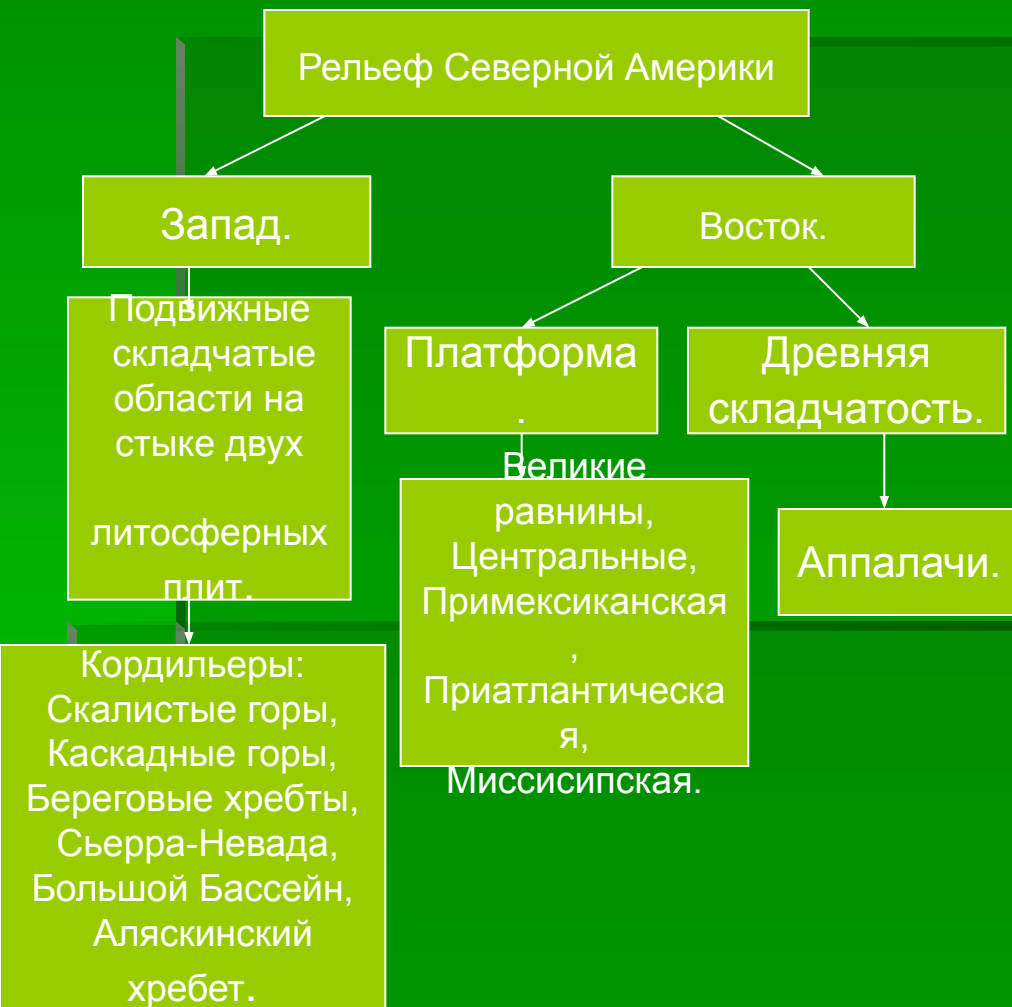 Рельеф Северной Америки
Запад.
Восток.
Подвижные
складчатые
области на
стыке двух
литосферных
плит.
Платформа
.
Древняя
складчатость.
Великие
равнины,
Центральные,
Примексиканская
,
Приатлантическа
я,
Миссисипская.
Аппалачи.
Кордильеры:
Скалистые горы,
Каскадные горы,
Береговые хребты,
Сьерра-Невада,
Большой Бассейн,
Аляскинский
хребет.